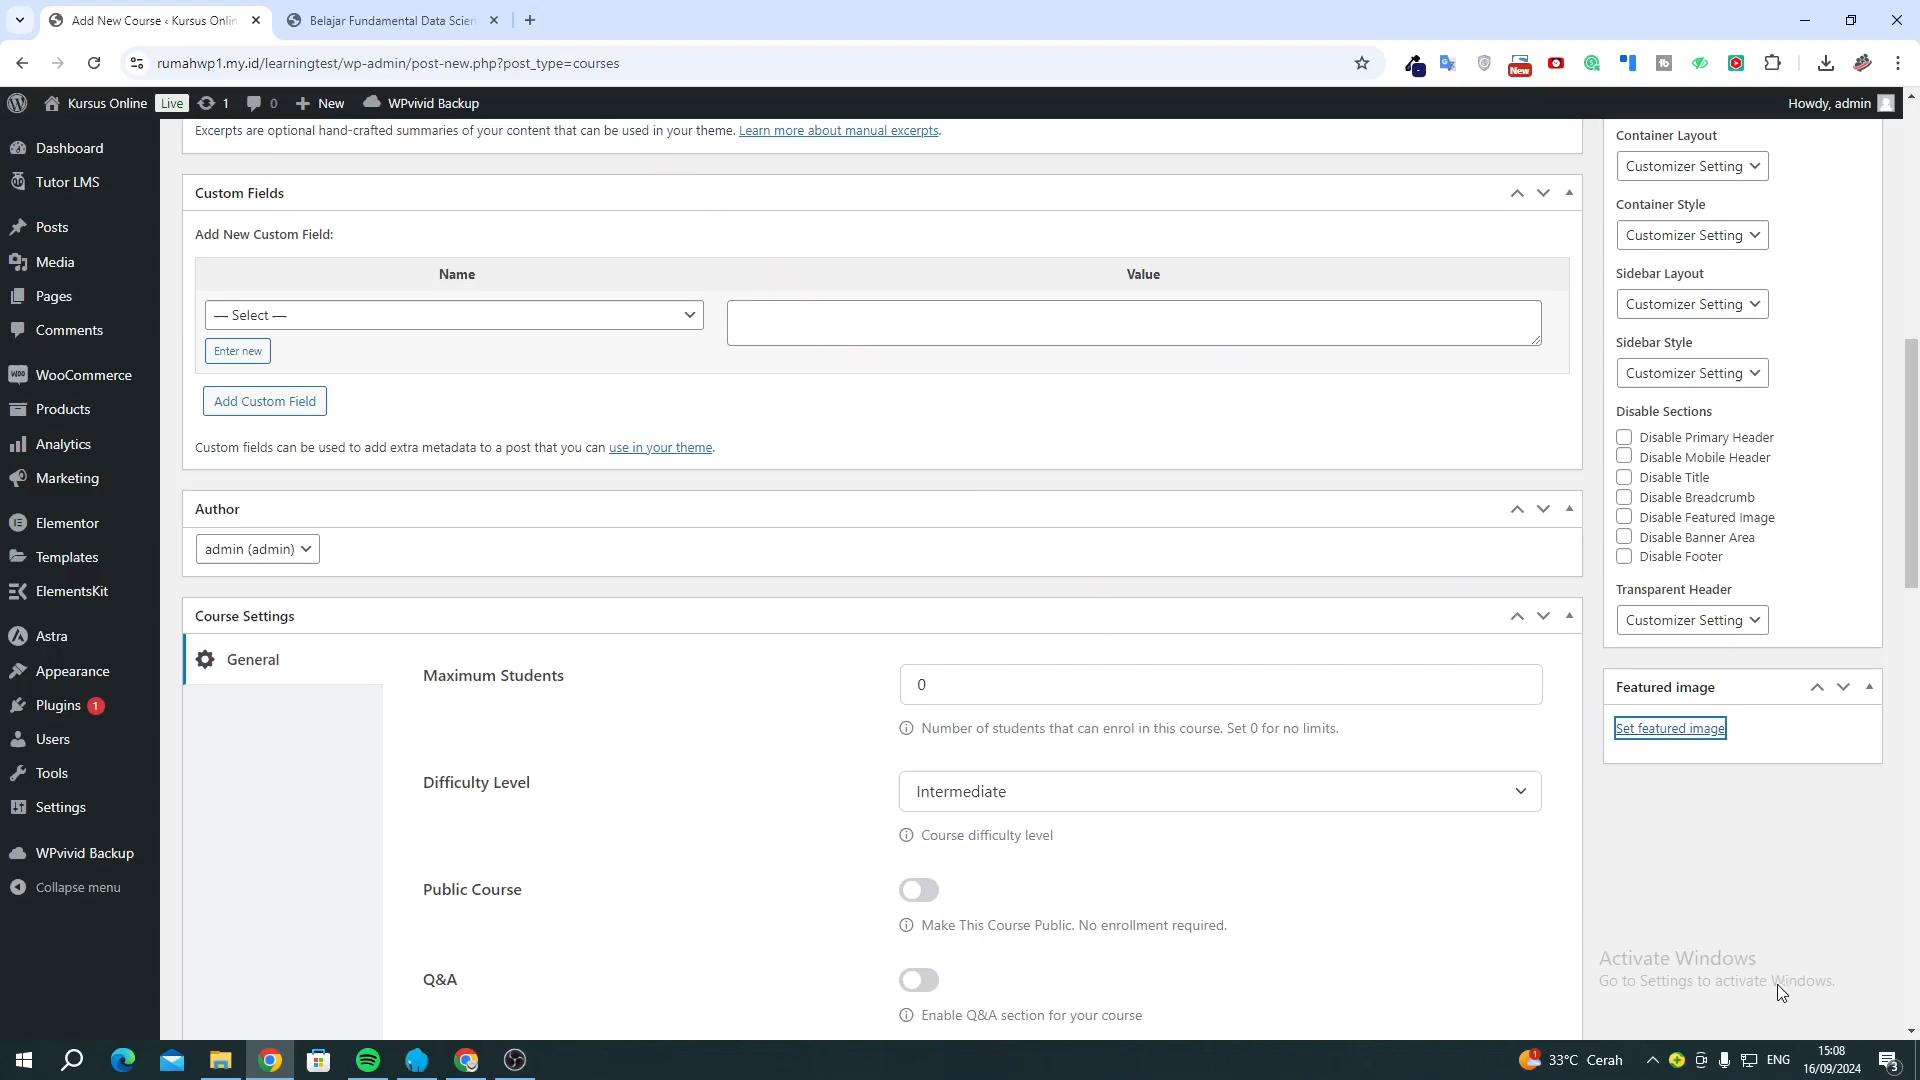 Add New Course ‹ Kursus Onlin
Belajar Fundamental Data Scien
rumahwp1.my.id/learningtest/wp-admin/post-new.php?post_type=courses
New
Kursus Online
Live
1
0
New
WPvivid Backup
Howdy, admin
Dashboard
Tutor LMS
Posts
Media
Pages
Comments
WooCommerce
Products
Analytics
Marketing
Elementor
Templates
ElementsKit
Astra
Appearance
Plugins 1
Users
Tools
Settings
WPvivid Backup
Collapse menu
Excerpts are optional hand-crafted summaries of your content that can be used in your theme. Learn more about manual excerpts.
Custom Fields
Add New Custom Field:
Name
Value
— Select —
Enter new
Add Custom Field
Custom fields can be used to add extra metadata to a post that you can use in your theme.
Author
admin (admin)
Course Settings
General
Maximum Students
0
Number of students that can enrol in this course. Set 0 for no limits.
Difficulty Level
Intermediate
Course difficulty level
Public Course
Make This Course Public. No enrollment required.
Q&A
Enable Q&A section for your course
Container Layout
Customizer Setting
Container Style
Customizer Setting
Sidebar Layout
Customizer Setting
Sidebar Style
Customizer Setting
Disable Sections
Disable Primary Header
Disable Mobile Header
Disable Title
Disable Breadcrumb
Disable Featured Image
Disable Banner Area
Disable Footer
Transparent Header
Customizer Setting
Featured image
Set featured image
Activate Windows
Go to Settings to activate Windows.
33°C Cerah
ENG
15:08
16/09/2024
3